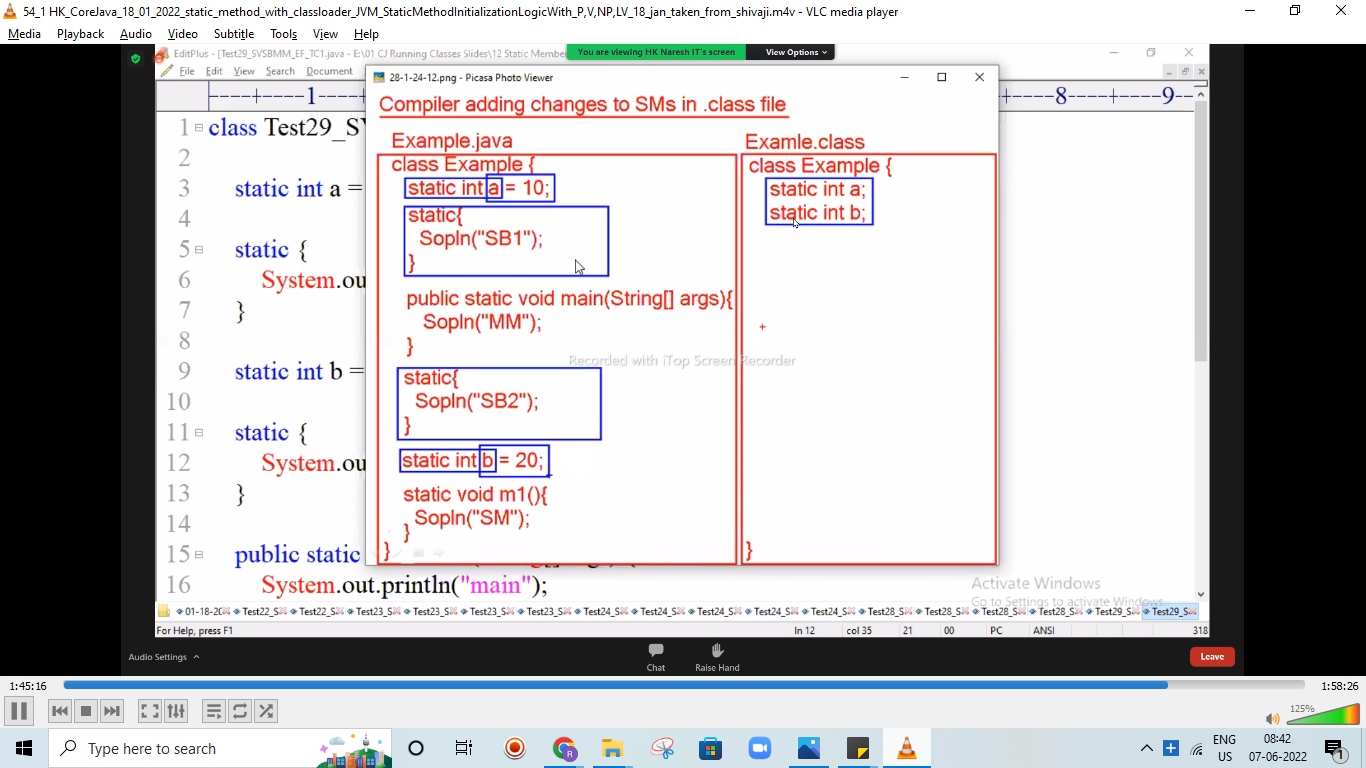 54_1 HK_CoreJava_18_01_2022_static_method_with_classloader_JVM_StaticMethodInitializationLogicWith_P,V,NP,LV_18_jan_taken_from_shivaji.m4v - VLC media player
Media Playback Audio Video Subtitle Tools View Help
EditPlus - [Test29_SVSBMM_EF_TC1.java - E:\01 CJ Running Classes Slides\12 Static Membe
You are viewing HK Naresh IT's screen
View Options
File Edit View Search Document
28-1-24-12.png - Picasa Photo Viewer
----+----1----
----+----8----+----9--
1 class Test29_SV
2
3 static int a =
4
5 static {
6 System.ou
7 }
8
9 static int b =
10
11 static {
12 System.ou
13 }
14
15 public static
16 System.out.println("main");
Compiler adding changes to SMs in .class file
Example.java
class Example {
static int a = 10;
static{
Sopln("SB1");
}
public static void main(String[] args){
Sopln("MM");
}
static{
Sopln("SB2");
}
static int b = 20;
static void m1(){
Sopln("SM");
}
}
Examle.class
class Example {
static int a;
static int b;
}
Recorded with iTop Screen Recorder
Activate Windows
Go to Settings to activate Windows.
01-18-20 Test22_S Test22_S Test23_S Test23_S Test23_S Test23_S Test24_S Test24_S Test24_S Test24_S Test24_S Test28_S Test28_S Test28_S Test28_S Test29_S Test29_S
For Help, press F1
ln 12 col 35 21 00 PC ANSI 318
Audio Settings
Chat
Raise Hand
Leave
1:45:16
1:58:26
125%
Type here to search
ENG
US
08:42
07-06-2022
1